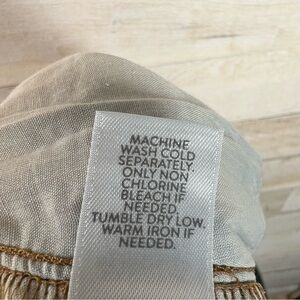 MACHINE
WASH COLD
SEPARATELY.
ONLY NON
CHLORINE
BLEACH IF
NEEDED.
TUMBLE DRY LOW.
WARM IRON IF
NEEDED.